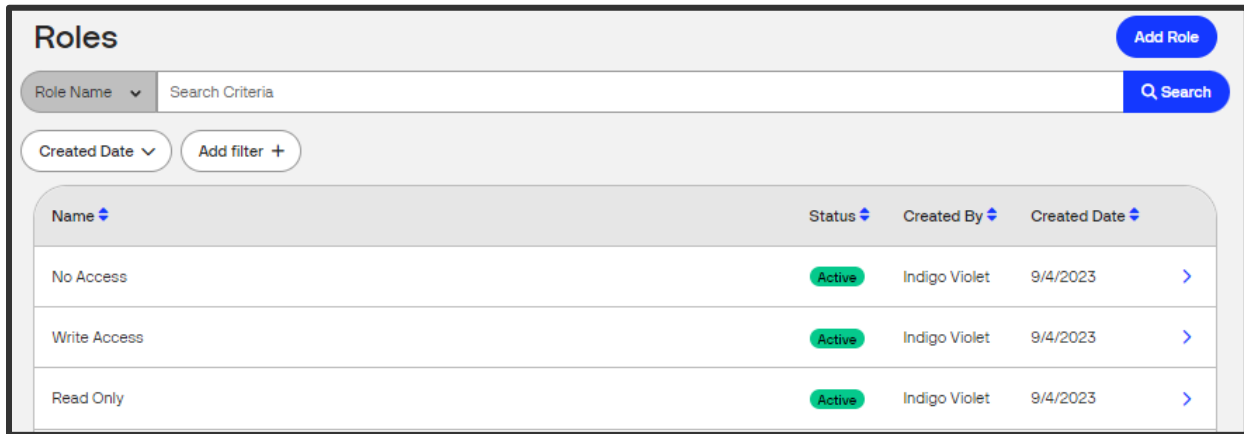 Roles
Add Role
Role Name Search Criteria Search
Created Date Add filter +
Name Status Created By Created Date
No Access Active Indigo Violet 9/4/2023
Write Access Active Indigo Violet 9/4/2023
Read Only Active Indigo Violet 9/4/2023